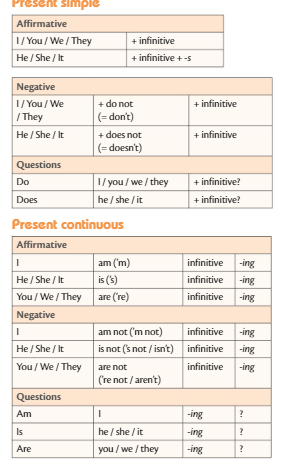 Present simple
Affirmative
I / You / We / They + infinitive
He / She / It + infinitive + -s
Negative
I / You / We + do not + infinitive
/ They (= don't)
He / She / It + does not + infinitive
(= doesn't)
Questions
Do I / you / we / they + infinitive?
Does he / she / it + infinitive?
Present continuous
Affirmative
I am ('m) infinitive -ing
He / She / It is ('s) infinitive -ing
You / We / They are ('re) infinitive -ing
Negative
I am not ('m not) infinitive -ing
He / She / It is not ('s not / isn't) infinitive -ing
You / We / They are not infinitive -ing
('re not / aren't)
Questions
Am I -ing ?
Is he / she / it -ing ?
Are you / we / they -ing ?